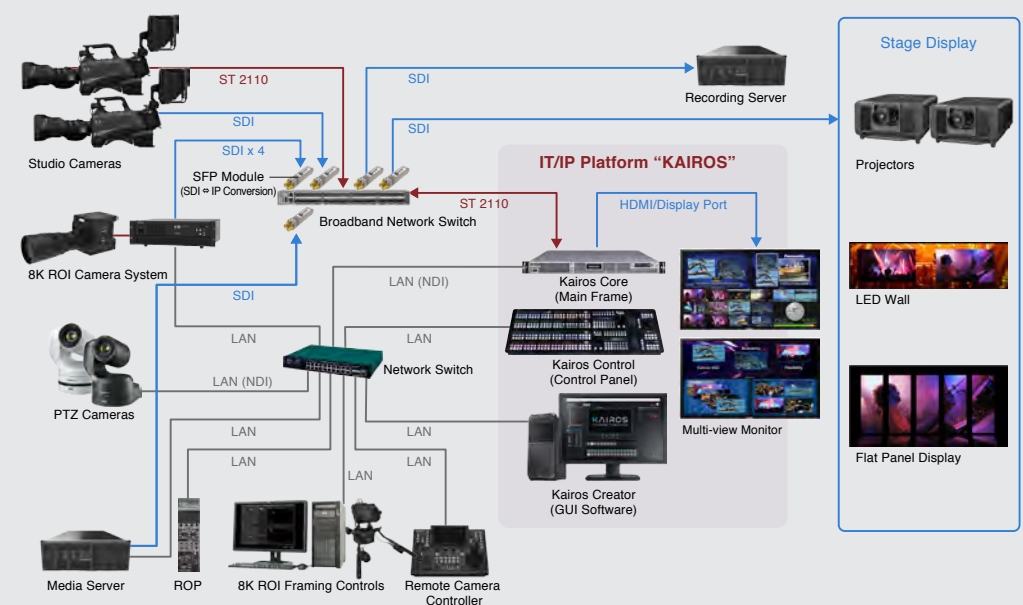 Stage Display
ST 2110
SDI
Recording Server
SDI
SDI
Studio Cameras
SDI x 4
SFP Module
(SDI ⇔ IP Conversion)
IT/IP Platform “KAIROS”
Projectors
ST 2110
HDMI/Display Port
Broadband Network Switch
8K ROI Camera System
LAN (NDI)
Kairos Core
(Main Frame)
SDI
LED Wall
LAN
LAN
Network Switch
Kairos Control
(Control Panel)
LAN (NDI)
PTZ Cameras
KAIROS
Multi-view Monitor
LAN
LAN
Flat Panel Display
LAN
LAN
LAN
Kairos Creator
(GUI Software)
Media Server
ROP
8K ROI Framing Controls
Remote Camera
Controller